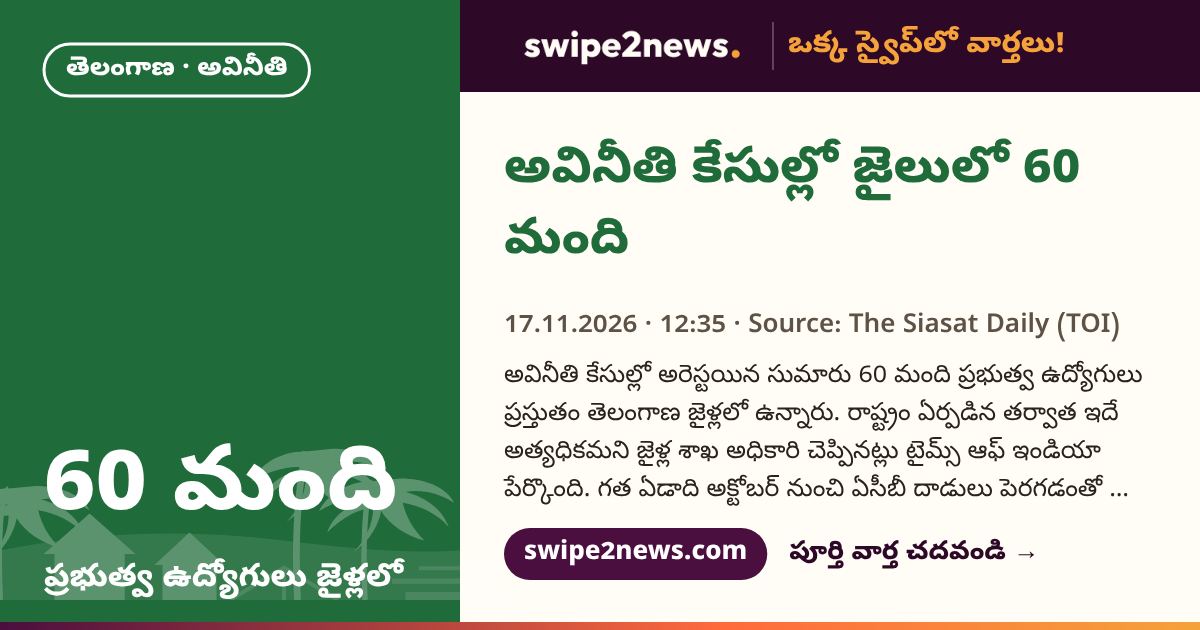 తెలంగాణ · అవినీతి
60 మంది
ప్రభుత్వ ఉద్యోగులు జైళ్లలో
swipe2news.
ఒక్క స్వైప్‌లో వార్తలు!
అవినీతి కేసుల్లో జైలులో 60
మంది
17.11.2026 · 12:35 · Source: The Siasat Daily (TOI)
అవినీతి కేసుల్లో అరెస్టయిన సుమారు 60 మంది ప్రభుత్వ ఉద్యోగులు
ప్రస్తుతం తెలంగాణ జైళ్లలో ఉన్నారు. రాష్ట్రం ఏర్పడిన తర్వాత ఇదే
అత్యధికమని జైళ్ల శాఖ అధికారి చెప్పినట్లు టైమ్స్ ఆఫ్ ఇండియా
పేర్కొంది. గత ఏడాది అక్టోబర్ నుంచి ఏసీబీ దాడులు పెరగడంతో ...
swipe2news.com
పూర్తి వార్త చదవండి →